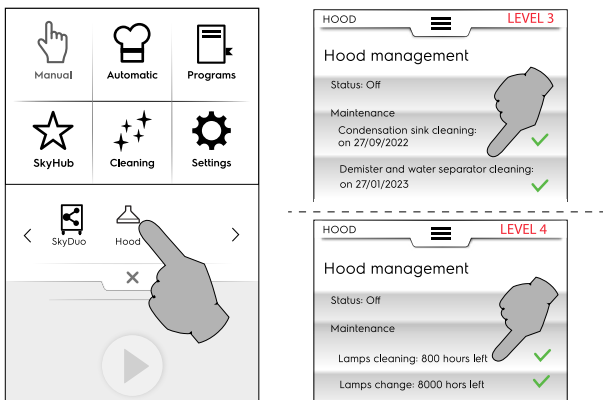 Manual
Automatic
Programs
SkyHub
Cleaning
Settings
SkyDuo
Hood
HOOD
LEVEL 3
Hood management
Status: Off
Maintenance
Condensation sink cleaning:
on 27/09/2022
Demister and water separator cleaning:
on 27/01/2023
HOOD
LEVEL 4
Hood management
Status: Off
Maintenance
Lamps cleaning: 800 hours left
Lamps change: 8000 hors left